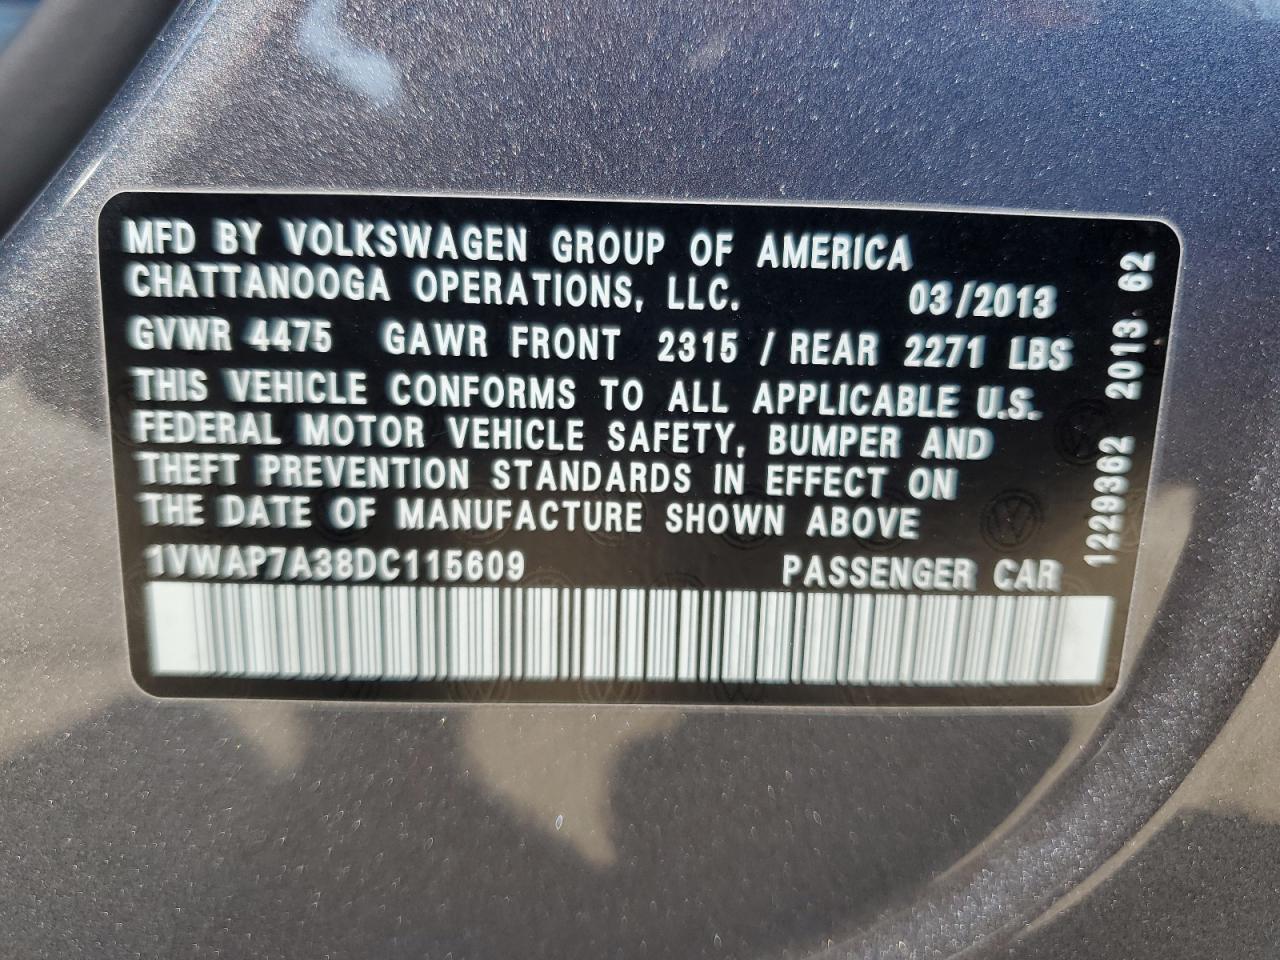 MFD BY VOLKSWAGEN GROUP OF AMERICA
CHATTANOOGA OPERATIONS, LLC. 03/2013
GVWR 4475 GAWR FRONT 2315 / REAR 2271 LBS
THIS VEHICLE CONFORMS TO ALL APPLICABLE U.S.
FEDERAL MOTOR VEHICLE SAFETY, BUMPER AND
THEFT PREVENTION STANDARDS IN EFFECT ON
THE DATE OF MANUFACTURE SHOWN ABOVE
1VWAP7A38DC115609 PASSENGER CAR
1229362 2013 62